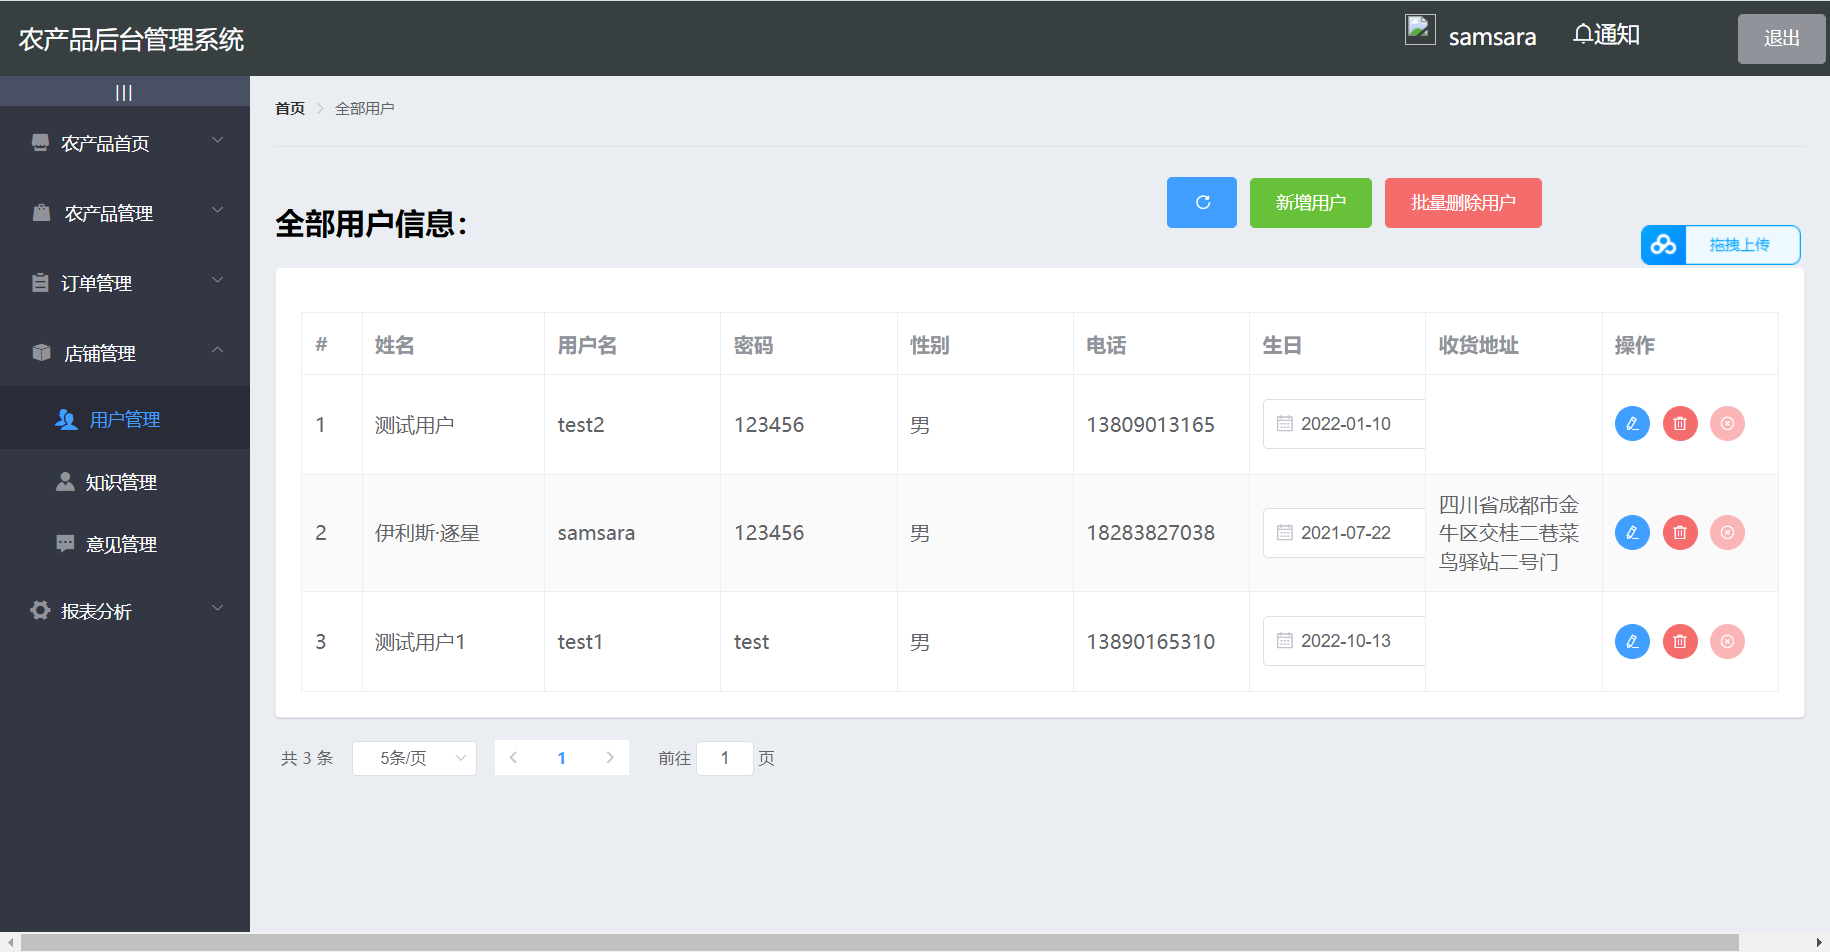 农产品后台管理系统
samsara
通知
退出
|||
农产品首页
农产品管理
订单管理
店铺管理
用户管理
知识管理
意见管理
报表分析
首页 全部用户
全部用户信息：
新增用户
批量删除用户
拖拽上传
# 姓名 用户名 密码 性别 电话 生日 收货地址 操作
1 测试用户 test2 123456 男 13809013165 2022-01-10
2 伊利斯·逐星 samsara 123456 男 18283827038 2021-07-22
四川省成都市金
牛区交桂二巷菜
鸟驿站二号门
3 测试用户1 test1 test 男 13890165310 2022-10-13
共 3 条 5条/页 1 前往 1 页